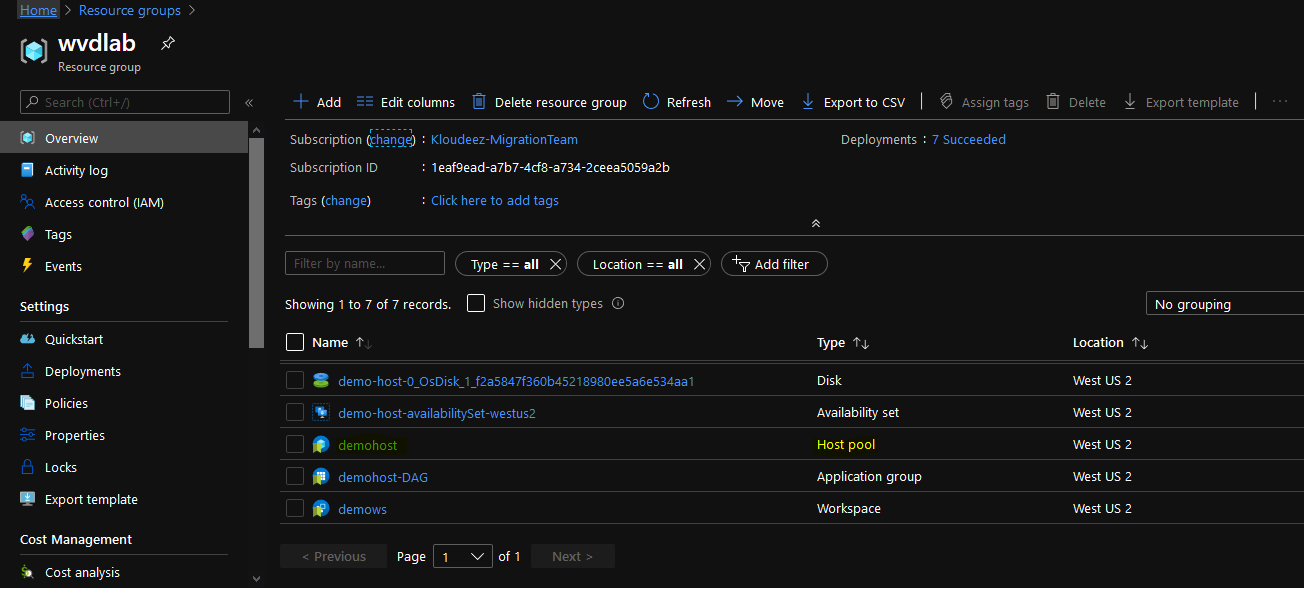 Home > Resource groups >
wvdlab
Resource group
Search (Ctrl+/)
«
Overview
Activity log
Access control (IAM)
Tags
Events
Settings
Quickstart
Deployments
Policies
Properties
Locks
Export template
Cost Management
Cost analysis
Add Edit columns Delete resource group Refresh Move Export to CSV Assign tags Delete Export template ...
Subscription (change) : Kloudeez-MigrationTeam
Deployments : 7 Succeeded
Subscription ID : 1eaf9ead-a7b7-4cf8-a734-2ceea5059a2b
Tags (change) : Click here to add tags
Filter by name... Type == all Location == all Add filter
Showing 1 to 7 of 7 records. Show hidden types No grouping
Name Type Location
demo-host-0_OsDisk_1_f2a5847f360b45218980ee5a6e534aa1 Disk West US 2
demo-host-availabilitySet-westus2 Availability set West US 2
demohost Host pool West US 2
demohost-DAG Application group West US 2
demows Workspace West US 2
< Previous Page 1 of 1 Next >